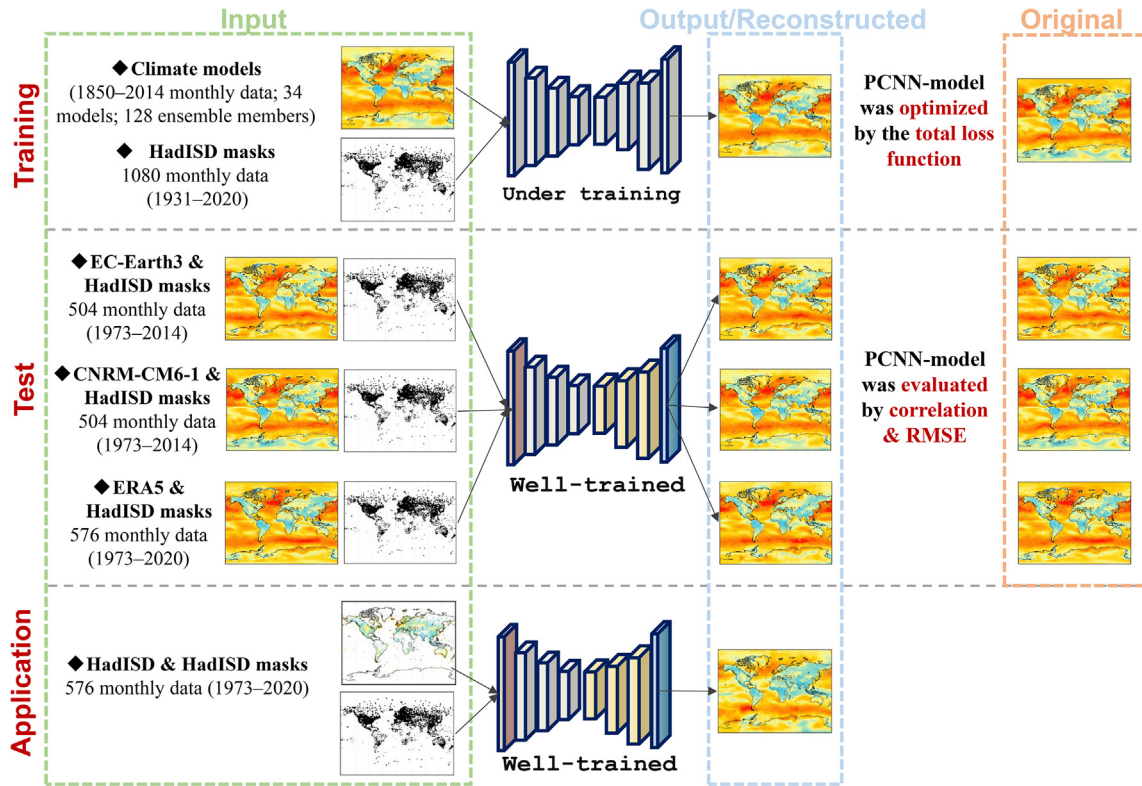 Input
Output/Reconstructed
Original
Training
◆Climate models
(1850–2014 monthly data; 34
models; 128 ensemble members)
◆ HadISD masks
1080 monthly data
(1931–2020)
Under training
PCNN-model
was optimized
by the total loss
function
Test
◆EC-Earth3 &
HadISD masks
504 monthly data
(1973–2014)
◆CNRM-CM6-1 &
HadISD masks
504 monthly data
(1973–2014)
◆ERA5 &
HadISD masks
576 monthly data
(1973–2020)
Well-trained
PCNN-model
was evaluated
by correlation
& RMSE
Application
◆HadISD & HadISD masks
576 monthly data (1973–2020)
Well-trained